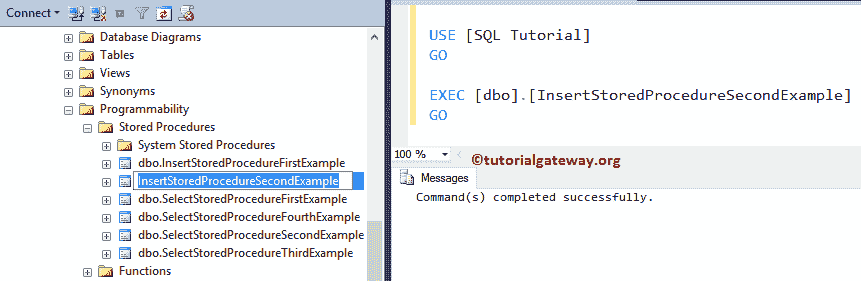 Connect
Database Diagrams
Tables
Views
Synonyms
Programmability
Stored Procedures
System Stored Procedures
dbo.InsertStoredProcedureFirstExample
InsertStoredProcedureSecondExample
dbo.SelectStoredProcedureFirstExample
dbo.SelectStoredProcedureFourthExample
dbo.SelectStoredProcedureSecondExample
dbo.SelectStoredProcedureThirdExample
Functions
USE [SQL Tutorial]
GO
EXEC [dbo].[InsertStoredProcedureSecondExample]
GO
100 %
©tutorialgateway.org
Messages
Command(s) completed successfully.